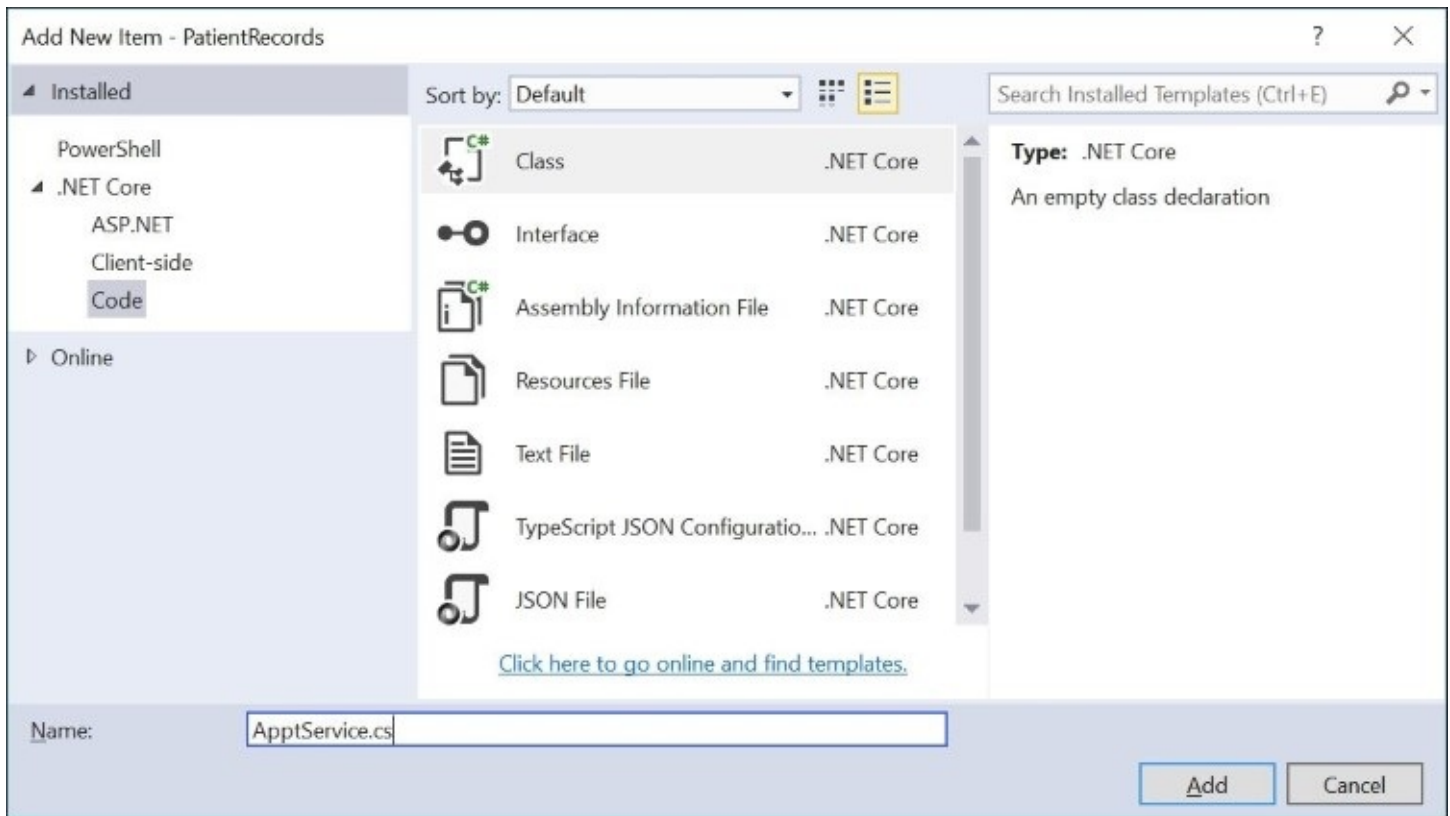 Add New Item - PatientRecords ? ×
Installed
Sort by: Default
Search Installed Templates (Ctrl+E)
PowerShell
.NET Core
ASP.NET
Client-side
Code
Online
C# Class .NET Core
Interface .NET Core
C# Assembly Information File .NET Core
Resources File .NET Core
Text File .NET Core
TypeScript JSON Configuratio... .NET Core
JSON File .NET Core
Click here to go online and find templates.
Type: .NET Core
An empty class declaration
Name: ApptService.cs
Add Cancel